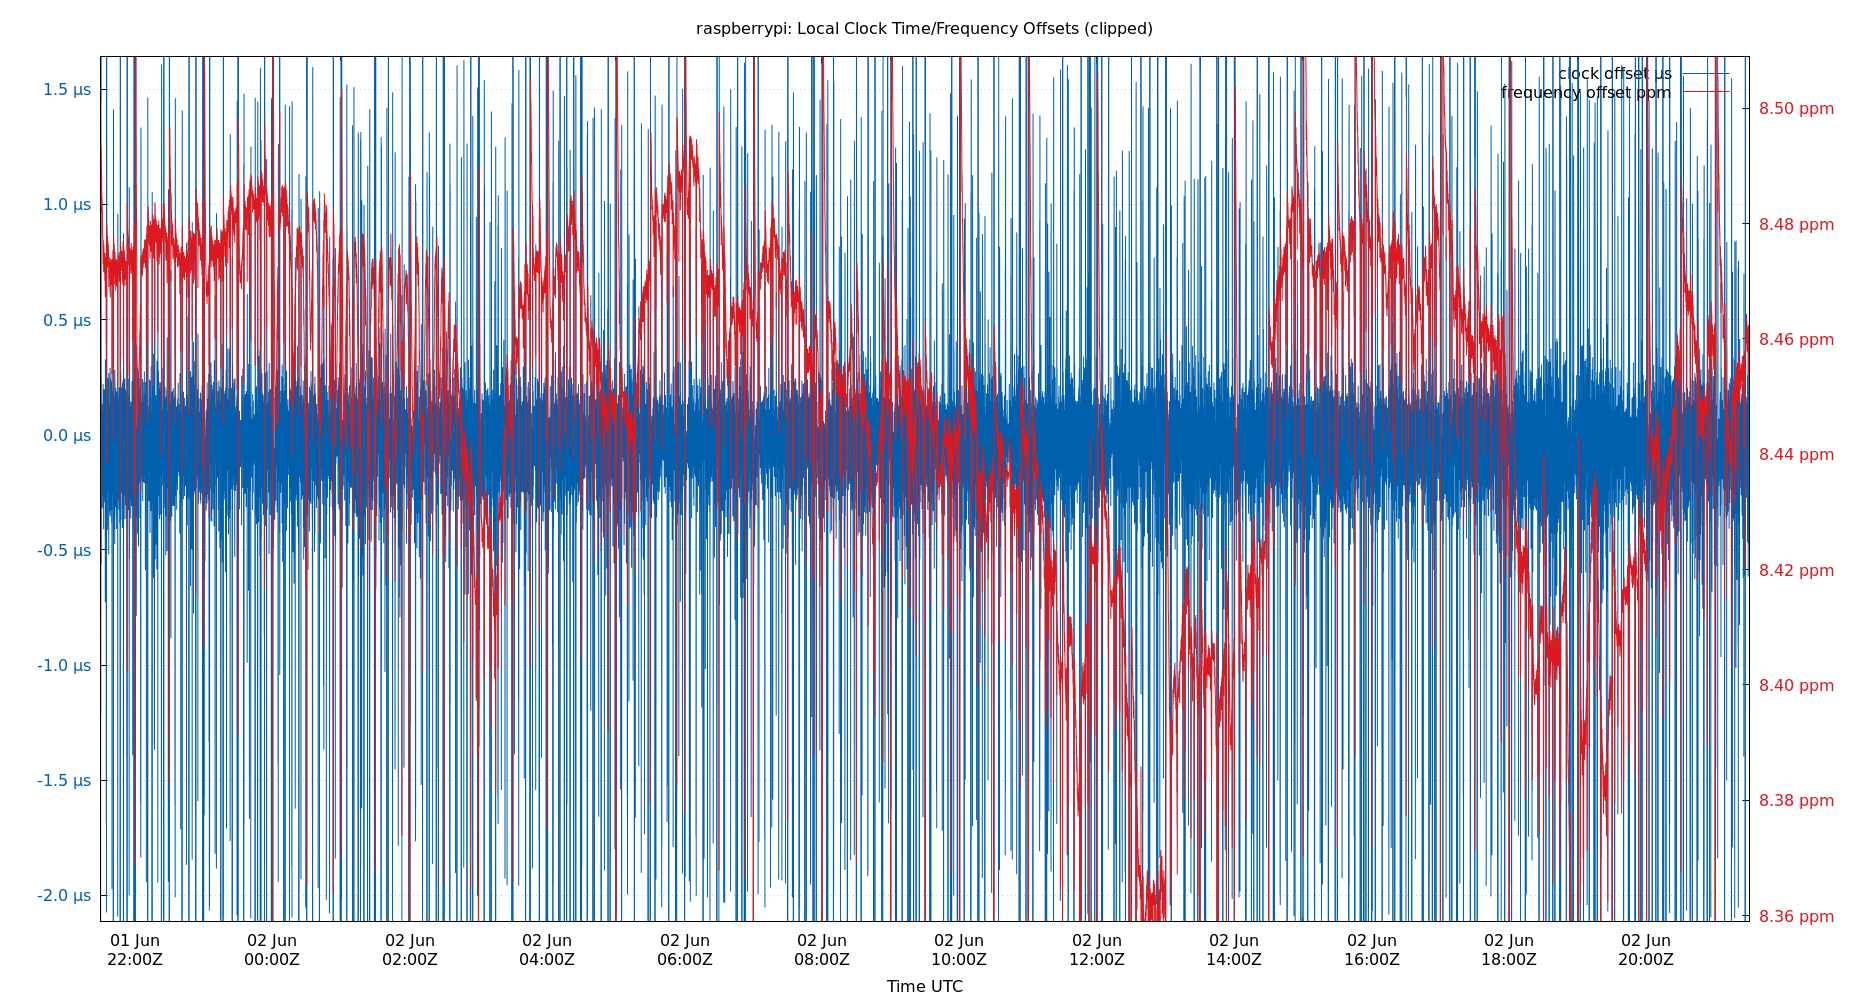 raspberrypi: Local Clock Time/Frequency Offsets (clipped)
clock offset µs
frequency offset ppm
1.5 µs
1.0 µs
0.5 µs
0.0 µs
-0.5 µs
-1.0 µs
-1.5 µs
-2.0 µs
8.50 ppm
8.48 ppm
8.46 ppm
8.44 ppm
8.42 ppm
8.40 ppm
8.38 ppm
8.36 ppm
01 Jun 02 Jun 02 Jun 02 Jun 02 Jun 02 Jun 02 Jun 02 Jun 02 Jun 02 Jun 02 Jun 02 Jun
22:00Z 00:00Z 02:00Z 04:00Z 06:00Z 08:00Z 10:00Z 12:00Z 14:00Z 16:00Z 18:00Z 20:00Z
Time UTC